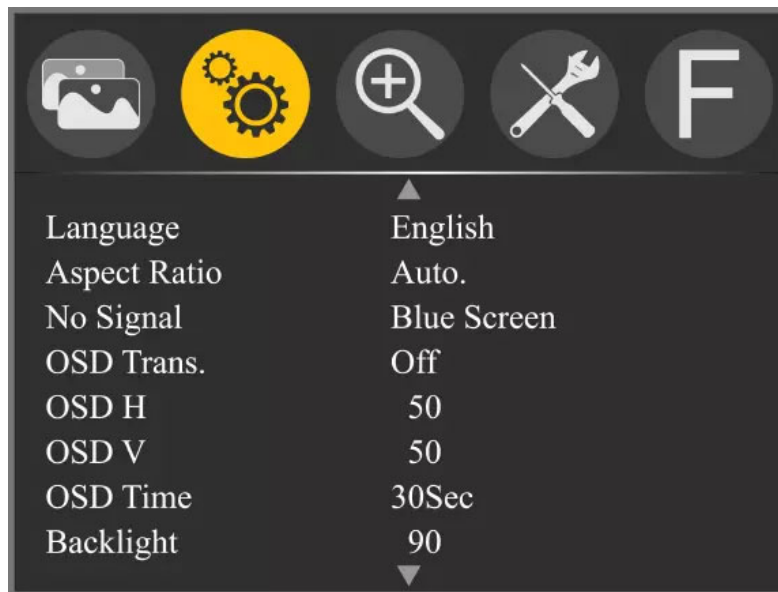 F
Language English
Aspect Ratio Auto.
No Signal Blue Screen
OSD Trans. Off
OSD H 50
OSD V 50
OSD Time 30Sec
Backlight 90